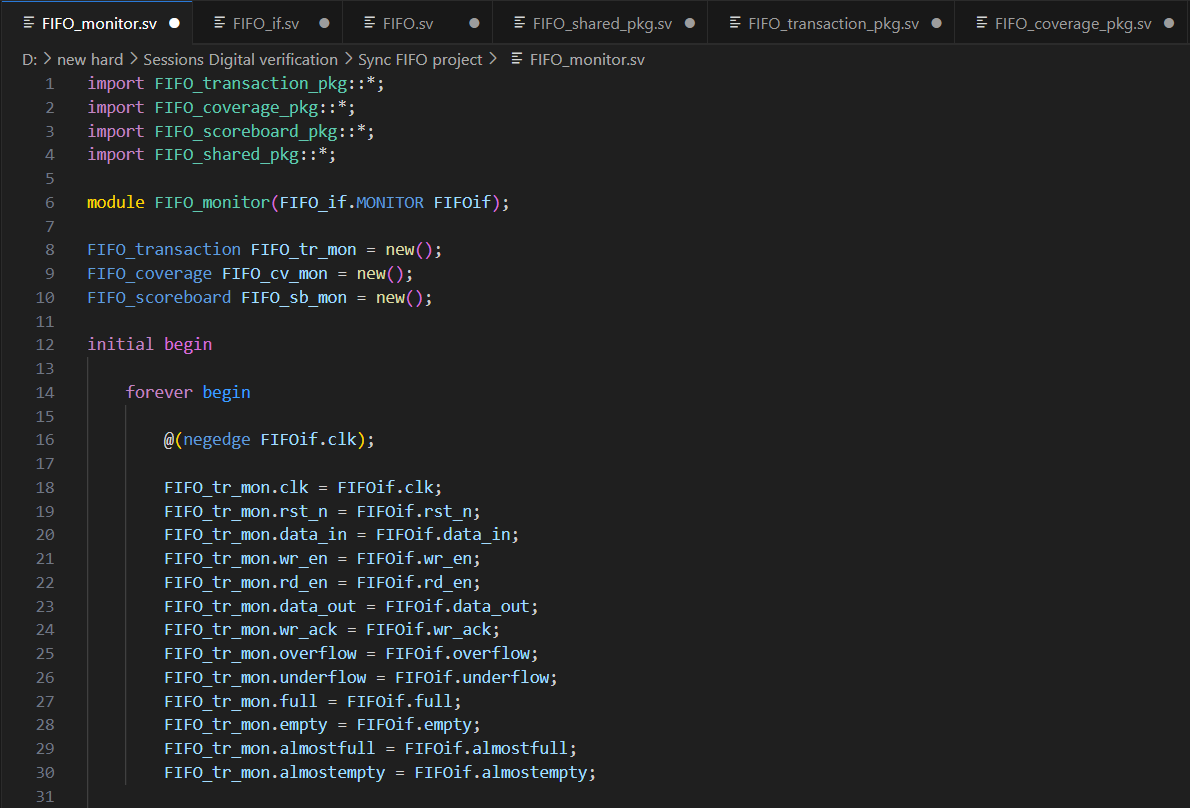 FIFO_monitor.sv FIFO_if.sv FIFO.sv FIFO_shared_pkg.sv FIFO_transaction_pkg.sv FIFO_coverage_pkg.sv
D: > new hard > Sessions Digital verification > Sync FIFO project > FIFO_monitor.sv
1 import FIFO_transaction_pkg::*;
2 import FIFO_coverage_pkg::*;
3 import FIFO_scoreboard_pkg::*;
4 import FIFO_shared_pkg::*;
5
6 module FIFO_monitor(FIFO_if.MONITOR FIFOif);
7
8 FIFO_transaction FIFO_tr_mon = new();
9 FIFO_coverage FIFO_cv_mon = new();
10 FIFO_scoreboard FIFO_sb_mon = new();
11
12 initial begin
13
14 forever begin
15
16 @(negedge FIFOif.clk);
17
18 FIFO_tr_mon.clk = FIFOif.clk;
19 FIFO_tr_mon.rst_n = FIFOif.rst_n;
20 FIFO_tr_mon.data_in = FIFOif.data_in;
21 FIFO_tr_mon.wr_en = FIFOif.wr_en;
22 FIFO_tr_mon.rd_en = FIFOif.rd_en;
23 FIFO_tr_mon.data_out = FIFOif.data_out;
24 FIFO_tr_mon.wr_ack = FIFOif.wr_ack;
25 FIFO_tr_mon.overflow = FIFOif.overflow;
26 FIFO_tr_mon.underflow = FIFOif.underflow;
27 FIFO_tr_mon.full = FIFOif.full;
28 FIFO_tr_mon.empty = FIFOif.empty;
29 FIFO_tr_mon.almostfull = FIFOif.almostfull;
30 FIFO_tr_mon.almostempty = FIFOif.almostempty;
31